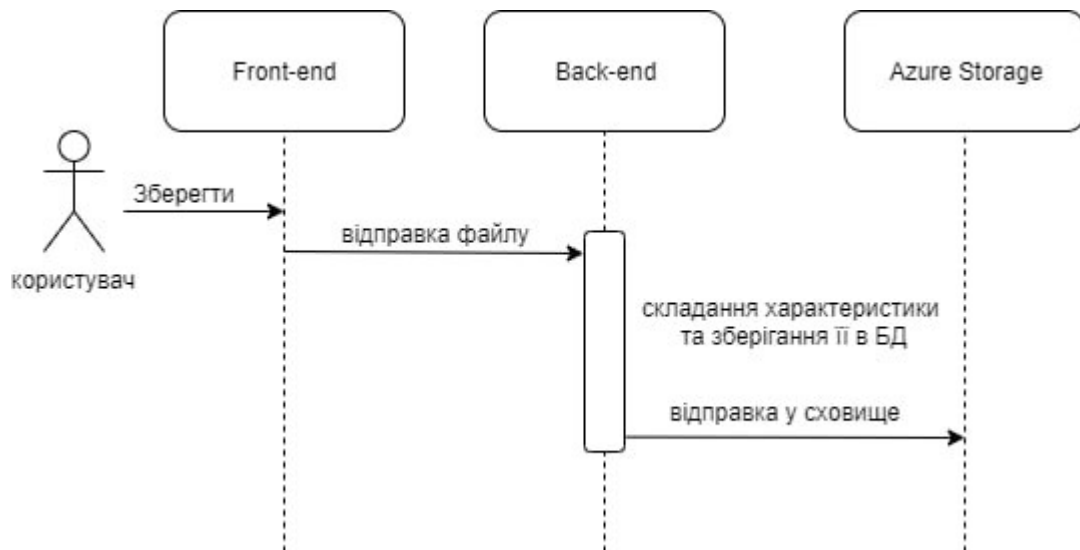 Front-end
Back-end
Azure Storage
Зберегти
відправка файлу
користувач
складання характеристики
та зберігання її в БД
відправка у сховище